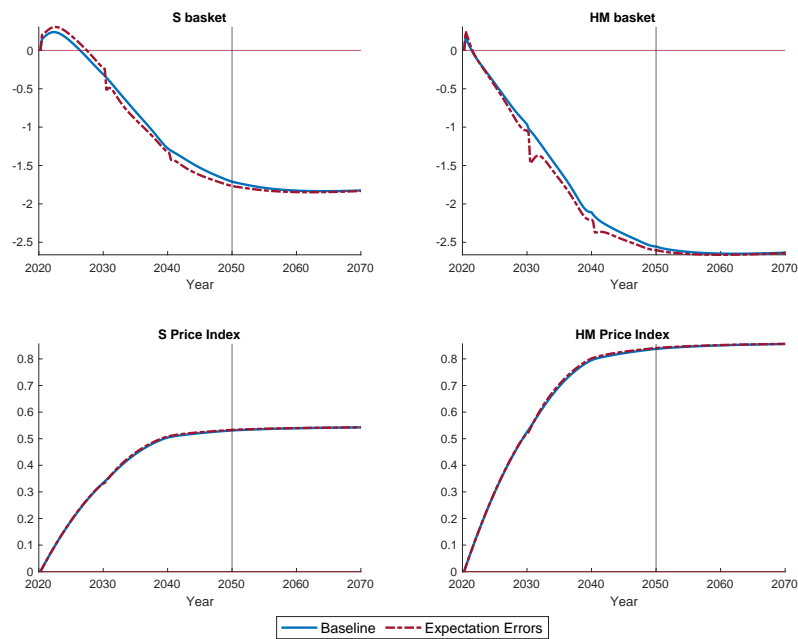 S basket
0
-0.5
-1
-1.5
-2
-2.5
2020 2030 2040 2050 2060 2070
Year
HM basket
0
-0.5
-1
-1.5
-2
-2.5
2020 2030 2040 2050 2060 2070
Year
S Price Index
0.8
0.7
0.6
0.5
0.4
0.3
0.2
0.1
0
2020 2030 2040 2050 2060 2070
Year
HM Price Index
0.8
0.7
0.6
0.5
0.4
0.3
0.2
0.1
0
2020 2030 2040 2050 2060 2070
Year
Baseline Expectation Errors